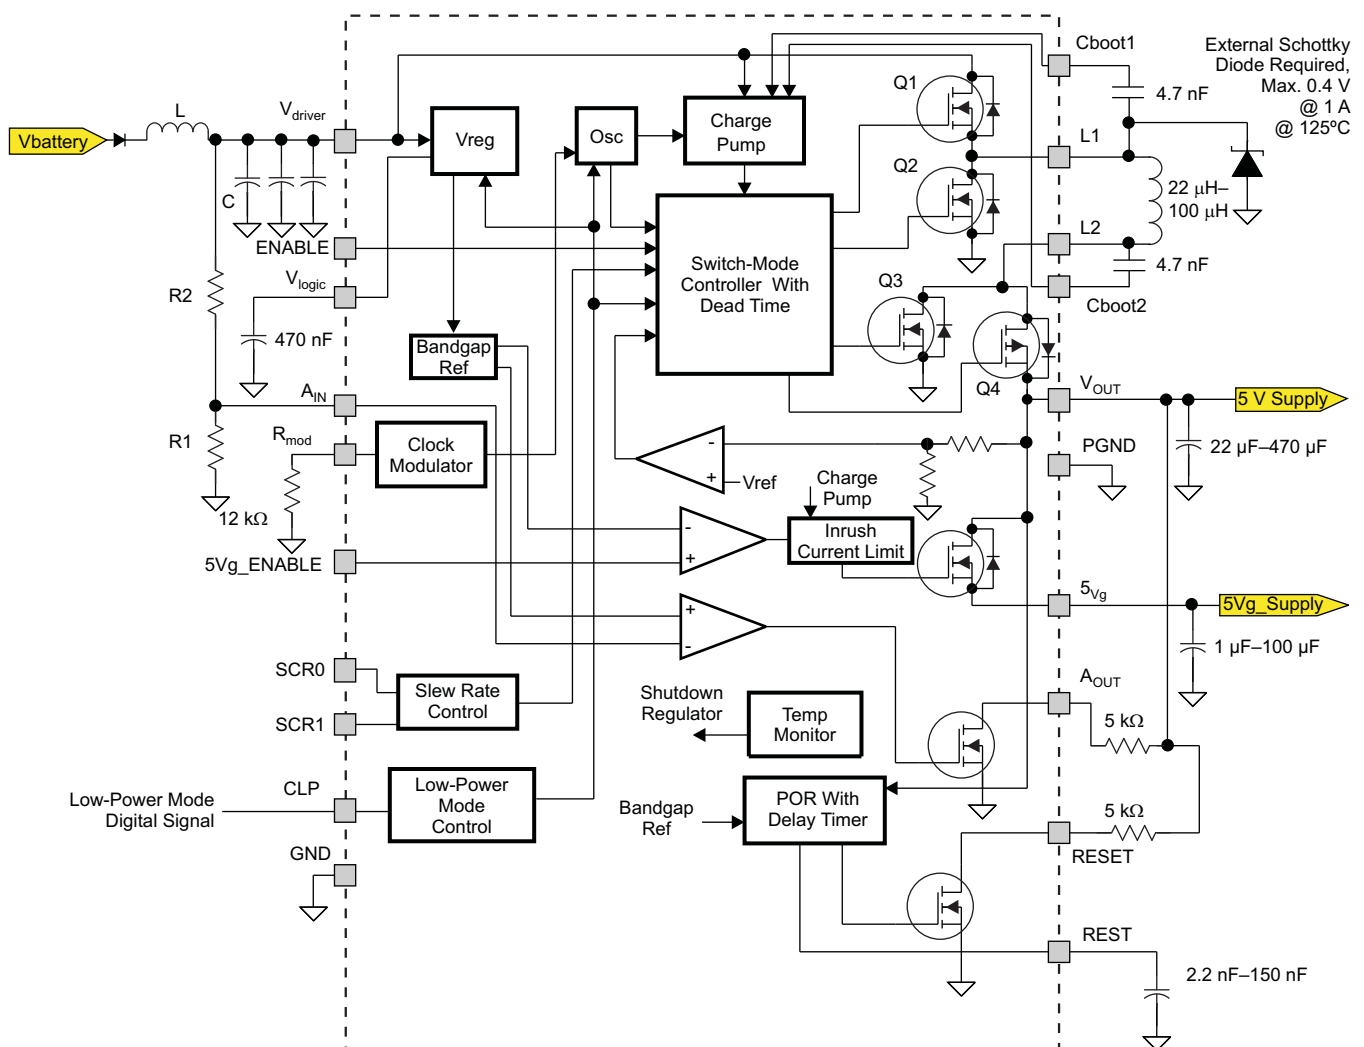 Cboot1
External Schottky
Diode Required,
Max. 0.4 V
@ 1 A
@ 125ºC
4.7 nF
Vbattery
L
Vdriver
Vreg
Osc
Charge
Pump
Q1
L1
C
Q2
22 μH–
100 μH
ENABLE
Switch-Mode
Controller With
Dead Time
L2
4.7 nF
Vlogic
R2
Q3
Cboot2
470 nF
Bandgap
Ref
Q4
AIN
VOUT
5 V Supply
R1
Rmod
Clock
Modulator
-
+
Vref
PGND
22 µF–470 µF
12 kΩ
Charge
Pump
-
+
Inrush
Current Limit
5Vg_ENABLE
5Vg
5Vg_Supply
+
-
1 µF–100 µF
SCR0
SCR1
Slew Rate
Control
Shutdown
Regulator
Temp
Monitor
AOUT
5 kΩ
CLP
Low-Power Mode
Digital Signal
Low-Power
Mode
Control
Bandgap
Ref
POR With
Delay Timer
5 kΩ
RESET
GND
REST
2.2 nF–150 nF